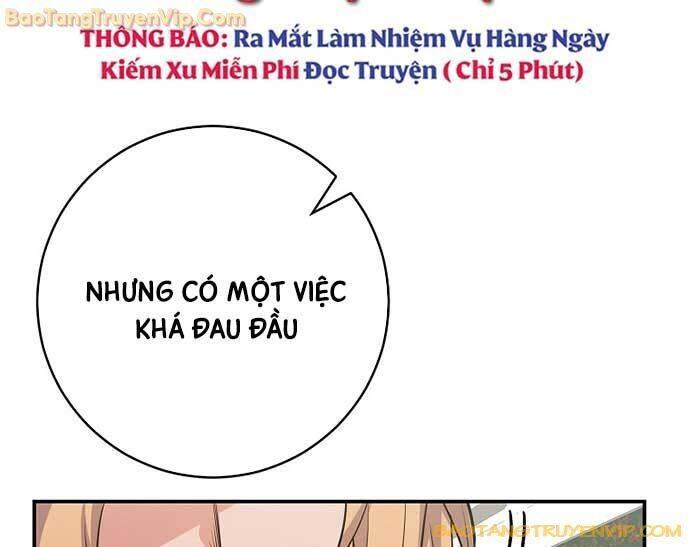 BaoTangTruyenVip.Com
THÔNG BÁO: Ra Mắt Làm Nhiệm Vụ Hàng Ngày
Kiếm Xu Miễn Phí Đọc Truyện ( Chỉ 5 Phút)
NHƯNG CÓ MỘT VIỆC
KHÁ ĐAU ĐẦU
BAOTANGTRUYENVIP.COM